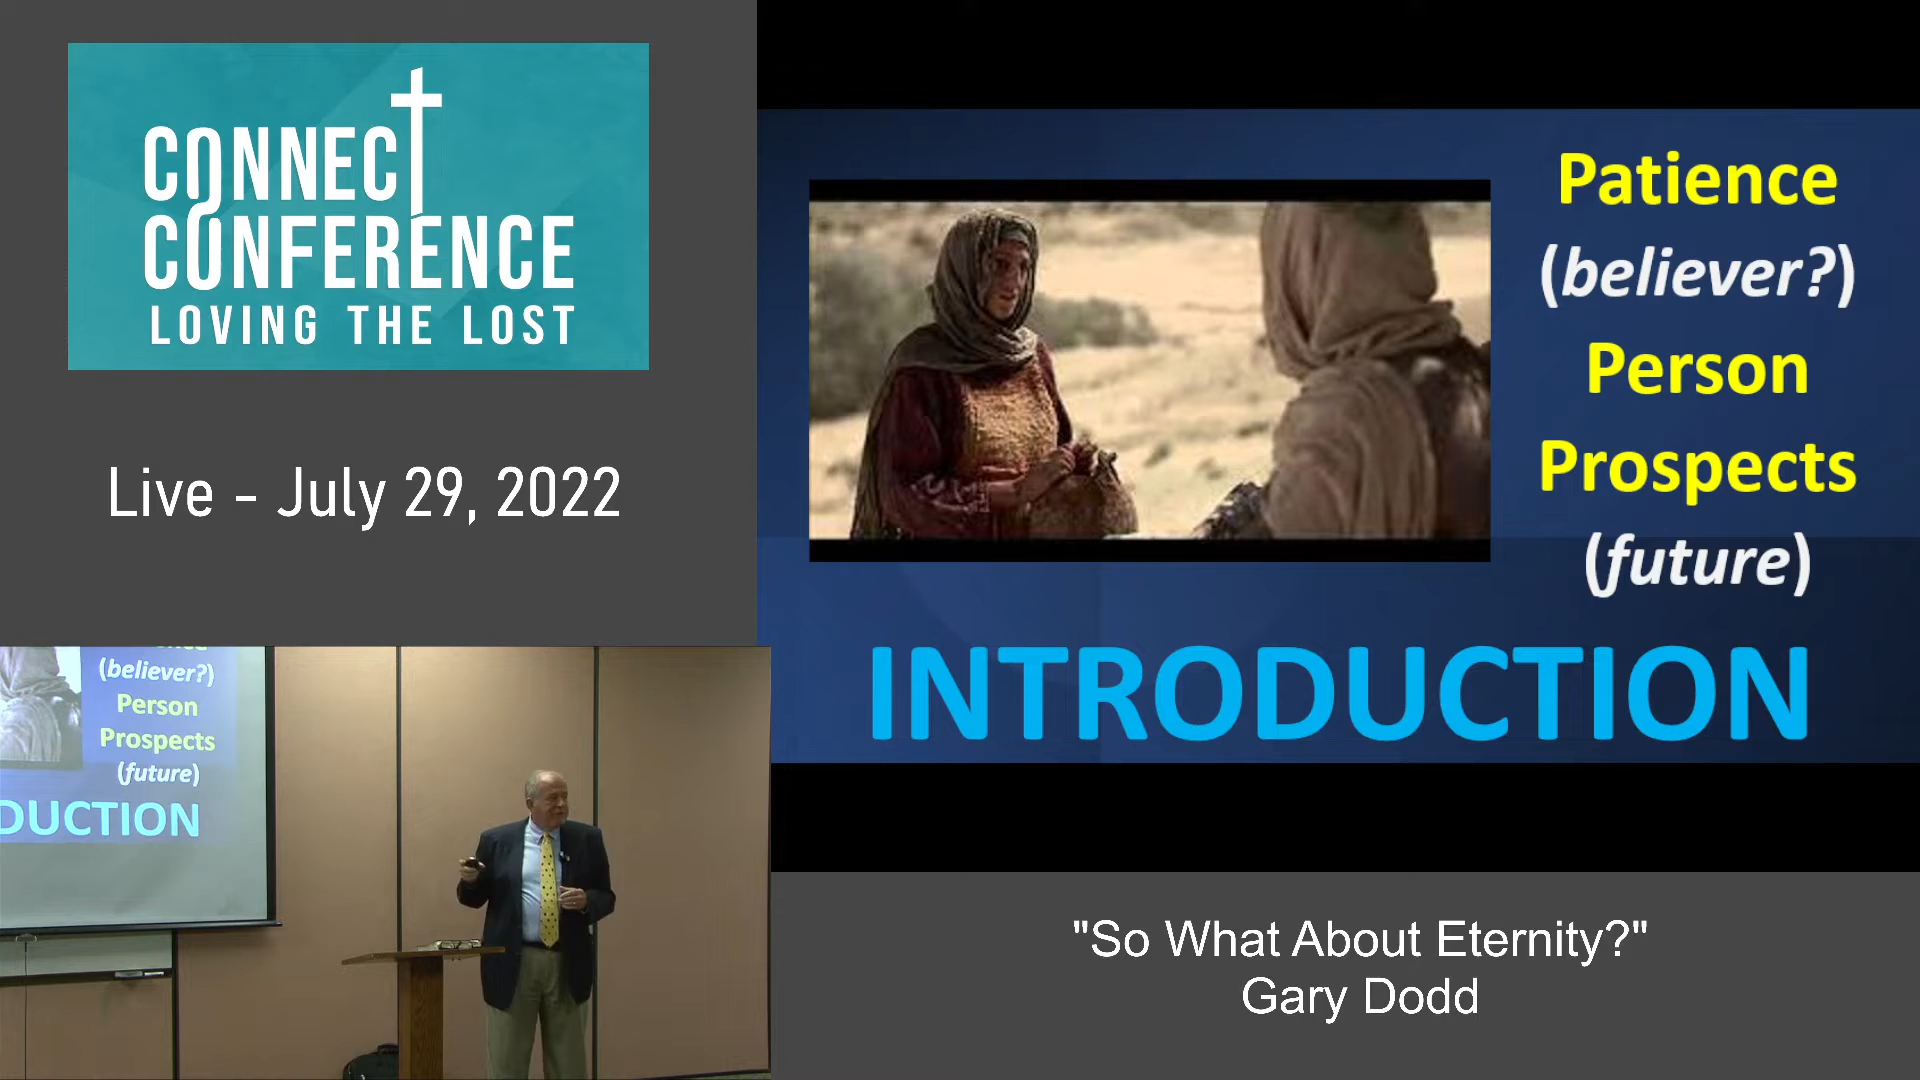 CONNECT
CONFERENCE
LOVING THE LOST
Live - July 29, 2022
Patience
(believer?)
Person
Prospects
(future)
INTRODUCTION
(believer?)
Person
Prospects
(future)
DUCTION
"So What About Eternity?"
Gary Dodd